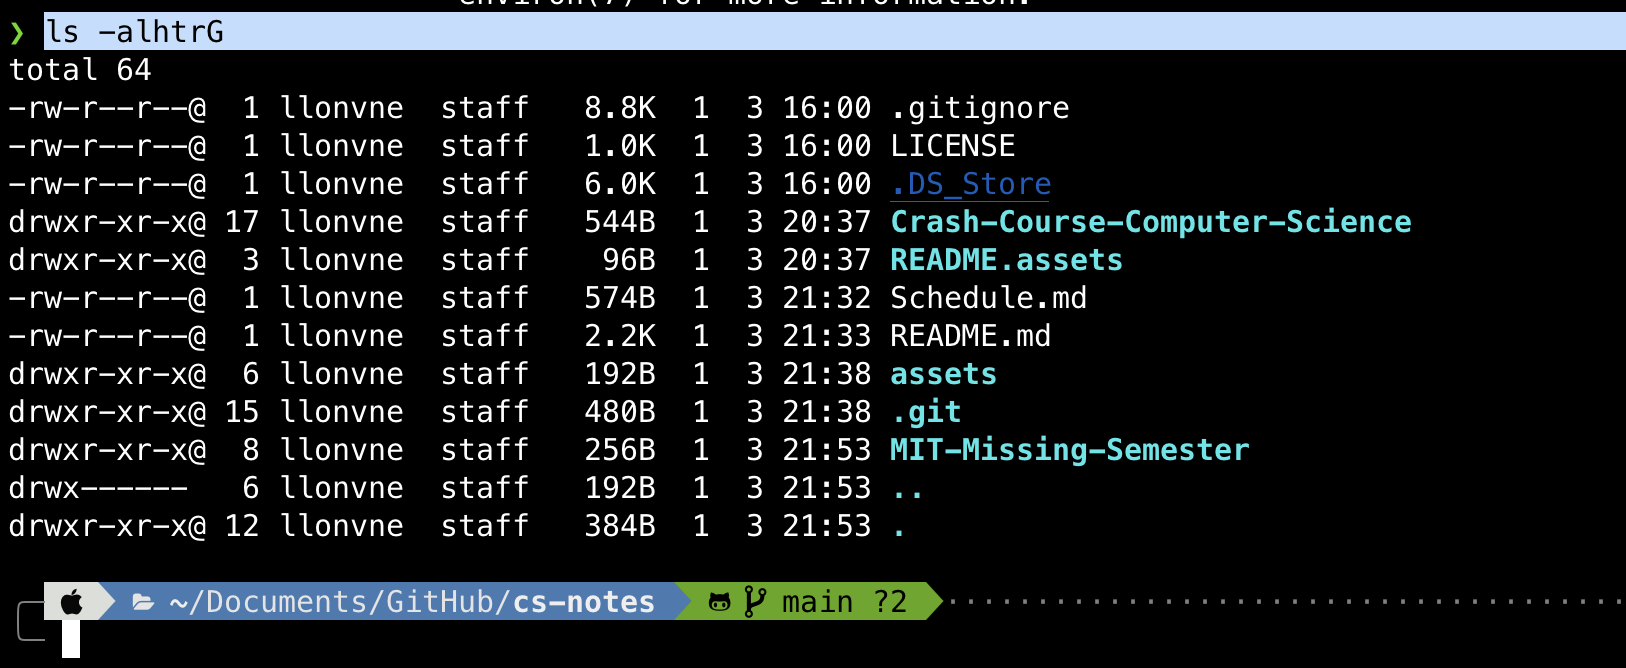 environ(7) for more information.
❯ ls -alhtrG
total 64
-rw-r--r--@  1 llonvne  staff   8.8K  1  3 16:00 .gitignore
-rw-r--r--@  1 llonvne  staff   1.0K  1  3 16:00 LICENSE
-rw-r--r--@  1 llonvne  staff   6.0K  1  3 16:00 .DS_Store
drwxr-xr-x@ 17 llonvne  staff   544B  1  3 20:37 Crash-Course-Computer-Science
drwxr-xr-x@  3 llonvne  staff    96B  1  3 20:37 README.assets
-rw-r--r--@  1 llonvne  staff   574B  1  3 21:32 Schedule.md
-rw-r--r--@  1 llonvne  staff   2.2K  1  3 21:33 README.md
drwxr-xr-x@  6 llonvne  staff   192B  1  3 21:38 assets
drwxr-xr-x@ 15 llonvne  staff   480B  1  3 21:38 .git
drwxr-xr-x@  8 llonvne  staff   256B  1  3 21:53 MIT-Missing-Semester
drwx------   6 llonvne  staff   192B  1  3 21:53 ..
drwxr-xr-x@ 12 llonvne  staff   384B  1  3 21:53 .
~/Documents/GitHub/cs-notes main ?2